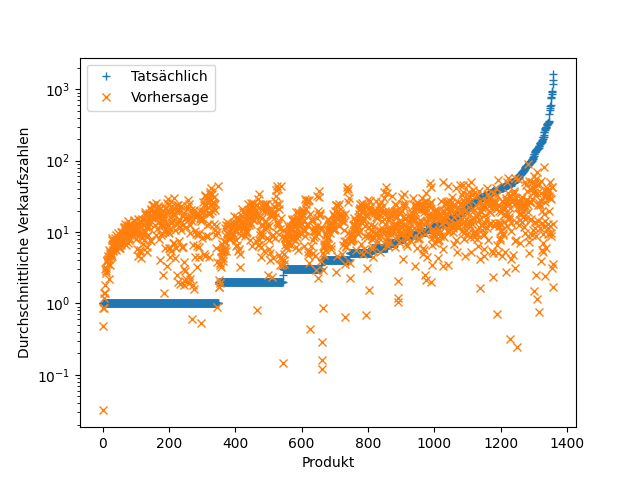 Tatsächlich
Vorhersage
Durchschnittliche Verkaufszahlen
10³
10²
10¹
10⁰
10⁻¹
0 200 400 600 800 1000 1200 1400
Produkt